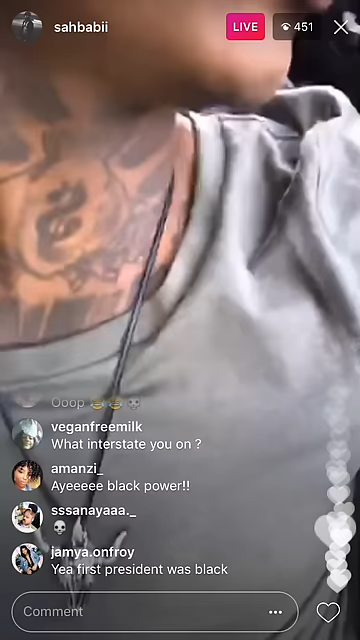 sahbabii
LIVE
451
Ooop 😂😂💀
veganfreemilk
What interstate you on ?
amanzi_
Ayeeeee black power!!
sssanayaaa._
💀
jamya.onfroy
Yea first president was black
Comment